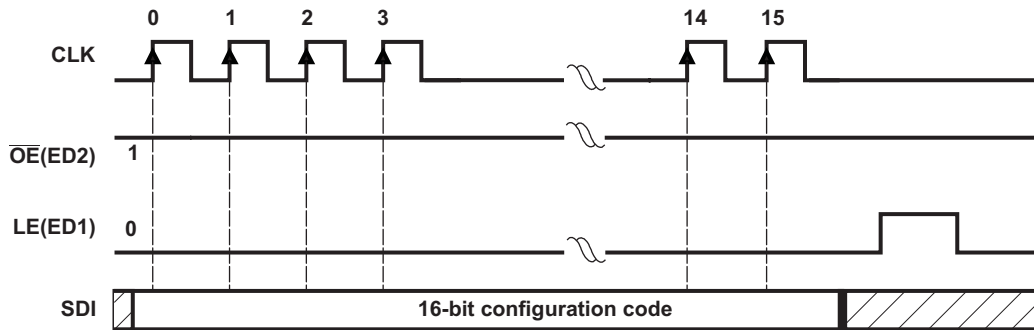 0 1 2 3 14 15
CLK
OE(ED2) 1
LE(ED1) 0
SDI 16-bit configuration code